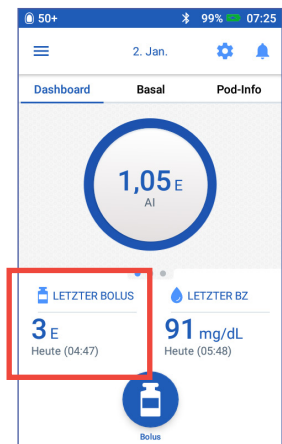 50+ 99% 07:25
2. Jan.
Dashboard Basal Pod-Info
1,05 E
AI
LETZTER BOLUS LETZTER BZ
3 E 91 mg/dL
Heute (04:47) Heute (05:48)
Bolus